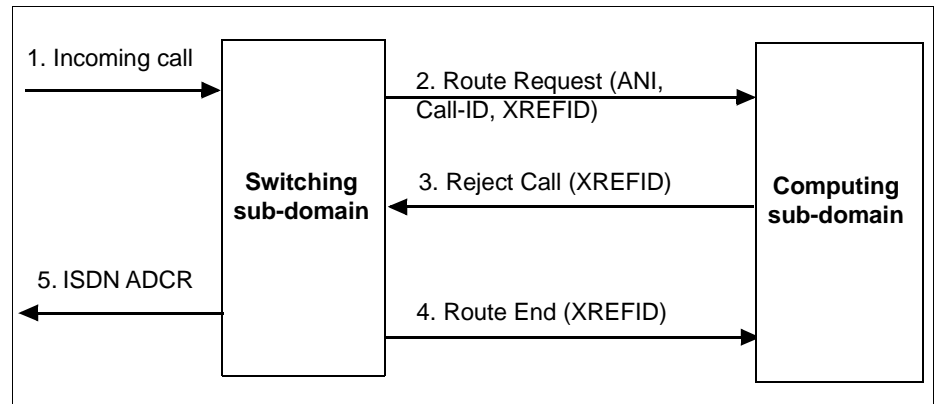 1. Incoming call
2. Route Request (ANI,
Call-ID, XREFID)
Switching
sub-domain
3. Reject Call (XREFID)
Computing
sub-domain
5. ISDN ADCR
4. Route End (XREFID)